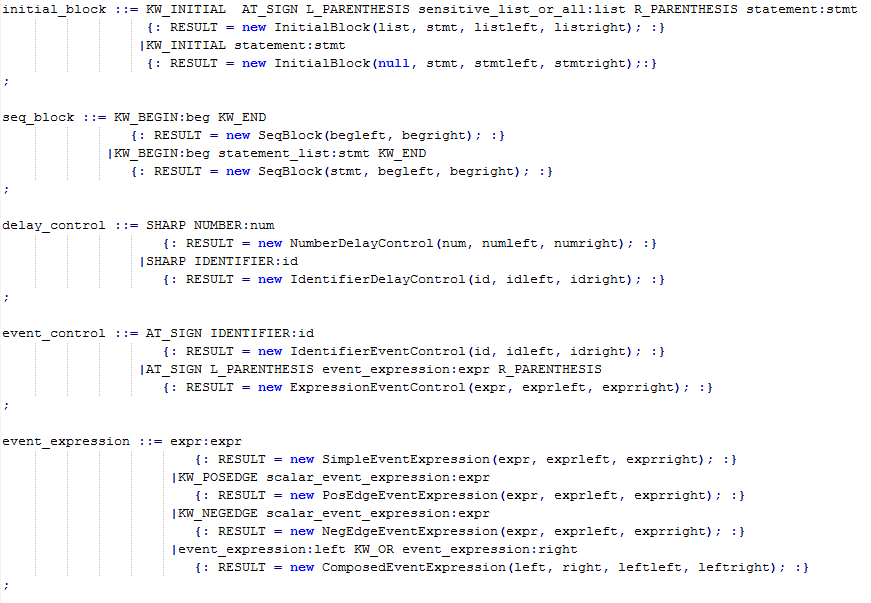 initial_block ::= KW_INITIAL  AT_SIGN L_PARENTHESIS sensitive_list_or_all:list R_PARENTHESIS statement:stmt
{: RESULT = new InitialBlock(list, stmt, listleft, listright); :}
|KW_INITIAL statement:stmt
{: RESULT = new InitialBlock(null, stmt, stmtleft, stmtright);:}
;
seq_block ::= KW_BEGIN:beg KW_END
{: RESULT = new SeqBlock(begleft, begright); :}
|KW_BEGIN:beg statement_list:stmt KW_END
{: RESULT = new SeqBlock(stmt, begleft, begright); :}
;
delay_control ::= SHARP NUMBER:num
{: RESULT = new NumberDelayControl(num, numleft, numright); :}
|SHARP IDENTIFIER:id
{: RESULT = new IdentifierDelayControl(id, idleft, idright); :}
;
event_control ::= AT_SIGN IDENTIFIER:id
{: RESULT = new IdentifierEventControl(id, idleft, idright); :}
|AT_SIGN L_PARENTHESIS event_expression:expr R_PARENTHESIS
{: RESULT = new ExpressionEventControl(expr, exprleft, exprright); :}
;
event_expression ::= expr:expr
{: RESULT = new SimpleEventExpression(expr, exprleft, exprright); :}
|KW_POSEDGE scalar_event_expression:expr
{: RESULT = new PosEdgeEventExpression(expr, exprleft, exprright); :}
|KW_NEGEDGE scalar_event_expression:expr
{: RESULT = new NegEdgeEventExpression(expr, exprleft, exprright); :}
|event_expression:left KW_OR event_expression:right
{: RESULT = new ComposedEventExpression(left, right, leftleft, leftright); :}
;